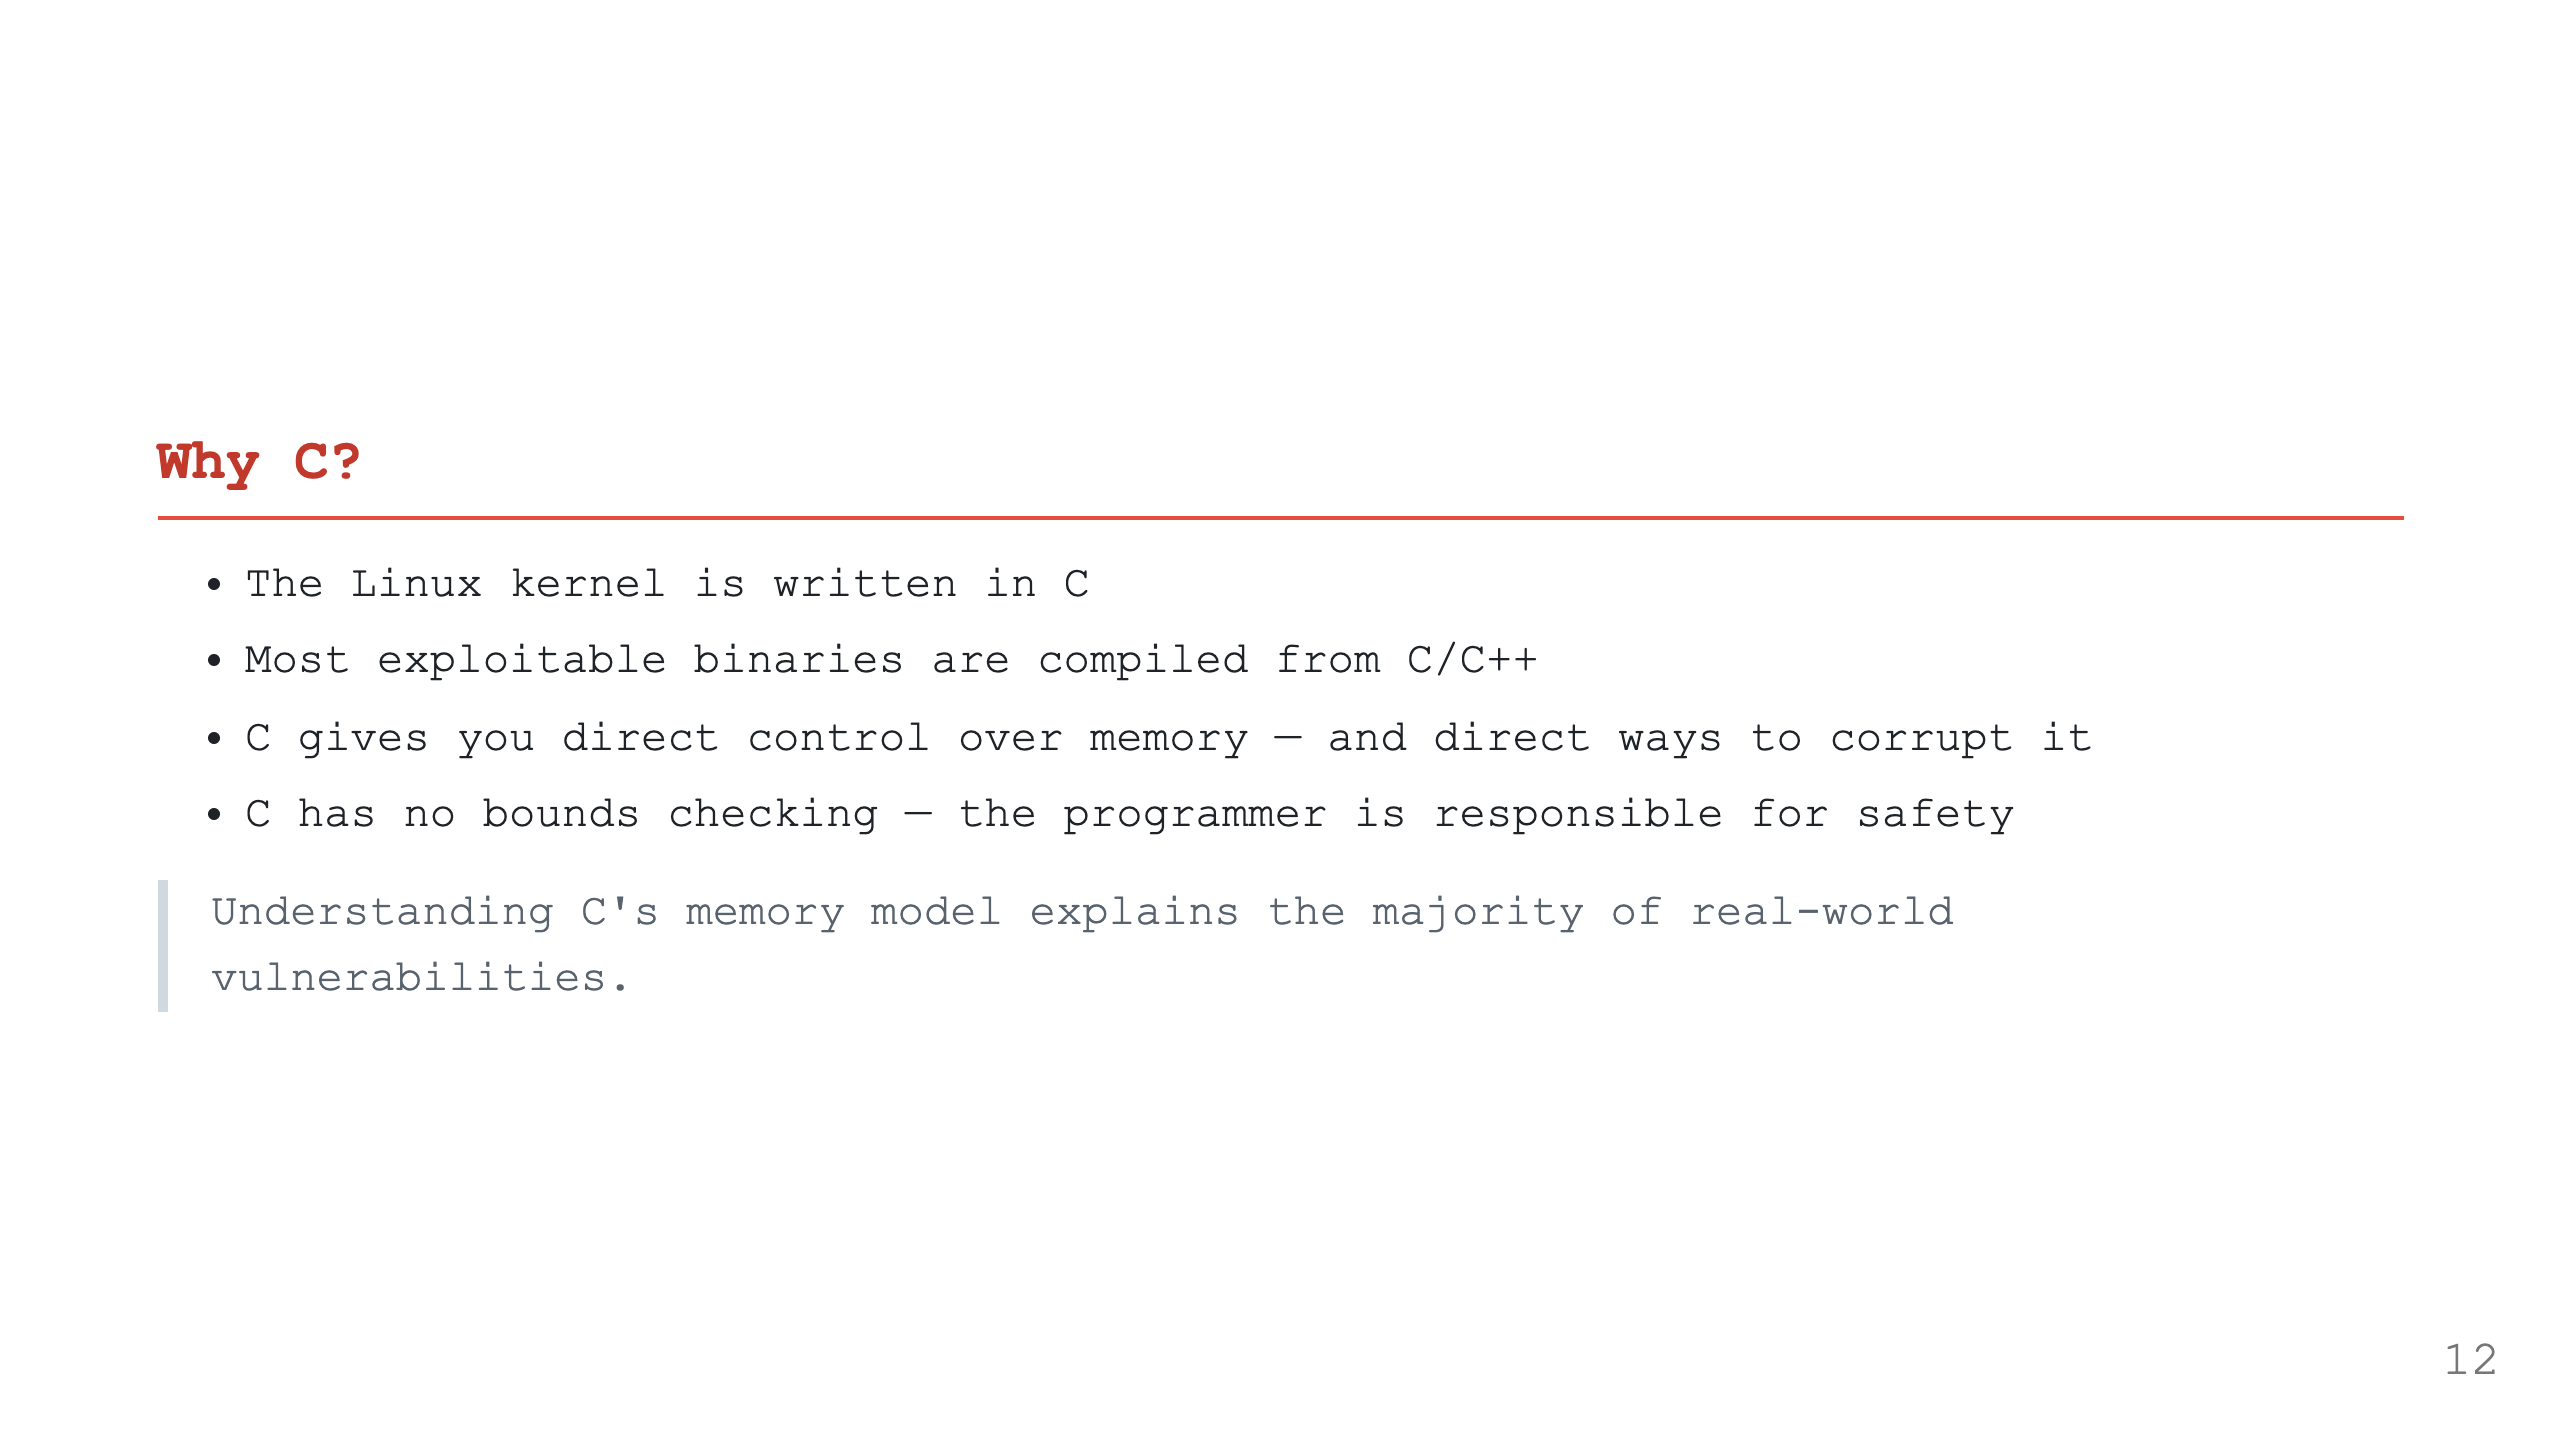 Why C?
• The Linux kernel is written in C
• Most exploitable binaries are compiled from C/C++
• C gives you direct control over memory — and direct ways to corrupt it
• C has no bounds checking — the programmer is responsible for safety
Understanding C's memory model explains the majority of real-world
vulnerabilities.
12